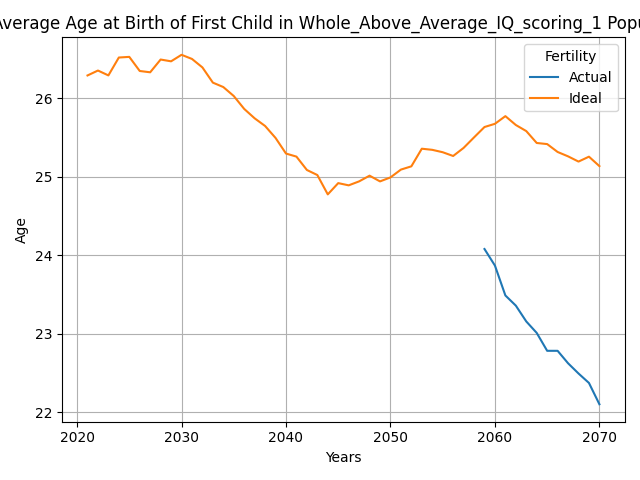 Average Age at Birth of First Child in Whole_Above_Average_IQ_scoring_1 Popu
Fertility
Actual
Ideal
26
25
24
23
22
Age
2020 2030 2040 2050 2060 2070
Years